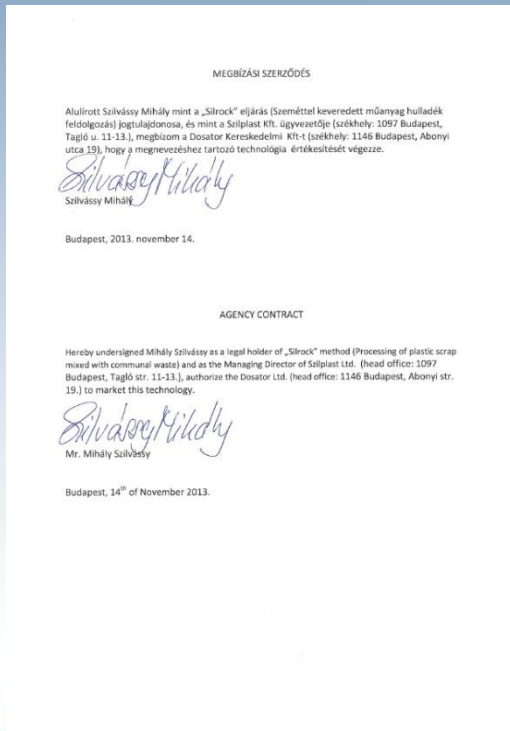 MEGBÍZÁSI SZERZŐDÉS
Alulírott Szilvássy Mihály mint a „Silrock" eljárás (Szeméttel keveredett műanyag hulladék
feldolgozás) jogtulajdonosa, és mint a Szilplast Kft. ügyvezetője (székhely: 1097 Budapest,
Tagló u. 11-13.), megbízom a Dosator Kereskedelmi Kft-t (székhely: 1146 Budapest, Abonyi
utca 19), hogy a megnevezéshez tartozó technológia értékesítését végezze.
Szilvássy Mihály
Szilvássy Mihály
Budapest, 2013. november 14.
AGENCY CONTRACT
Hereby undersigned Mihály Szilvássy as a legal holder of „Silrock" method (Processing of plastic scrap
mixed with communal waste) and as the Managing Director of Szilplast Ltd. (head office: 1097
Budapest, Tagló str. 11-13.), authorize the Dosator Ltd. (head office: 1146 Budapest, Abonyi str.
19.) to market this technology.
Szilvássy Mihály
Mr. Mihály Szilvássy
Budapest, 14th of November 2013.